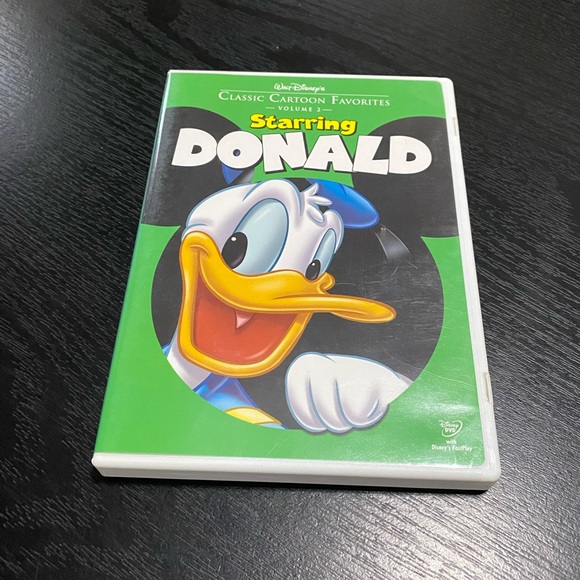 Walt Disney's
CLASSIC CARTOON FAVORITES
— VOLUME 2 —
Starring
DONALD
Disney
DVD
with
Disney's FastPlay